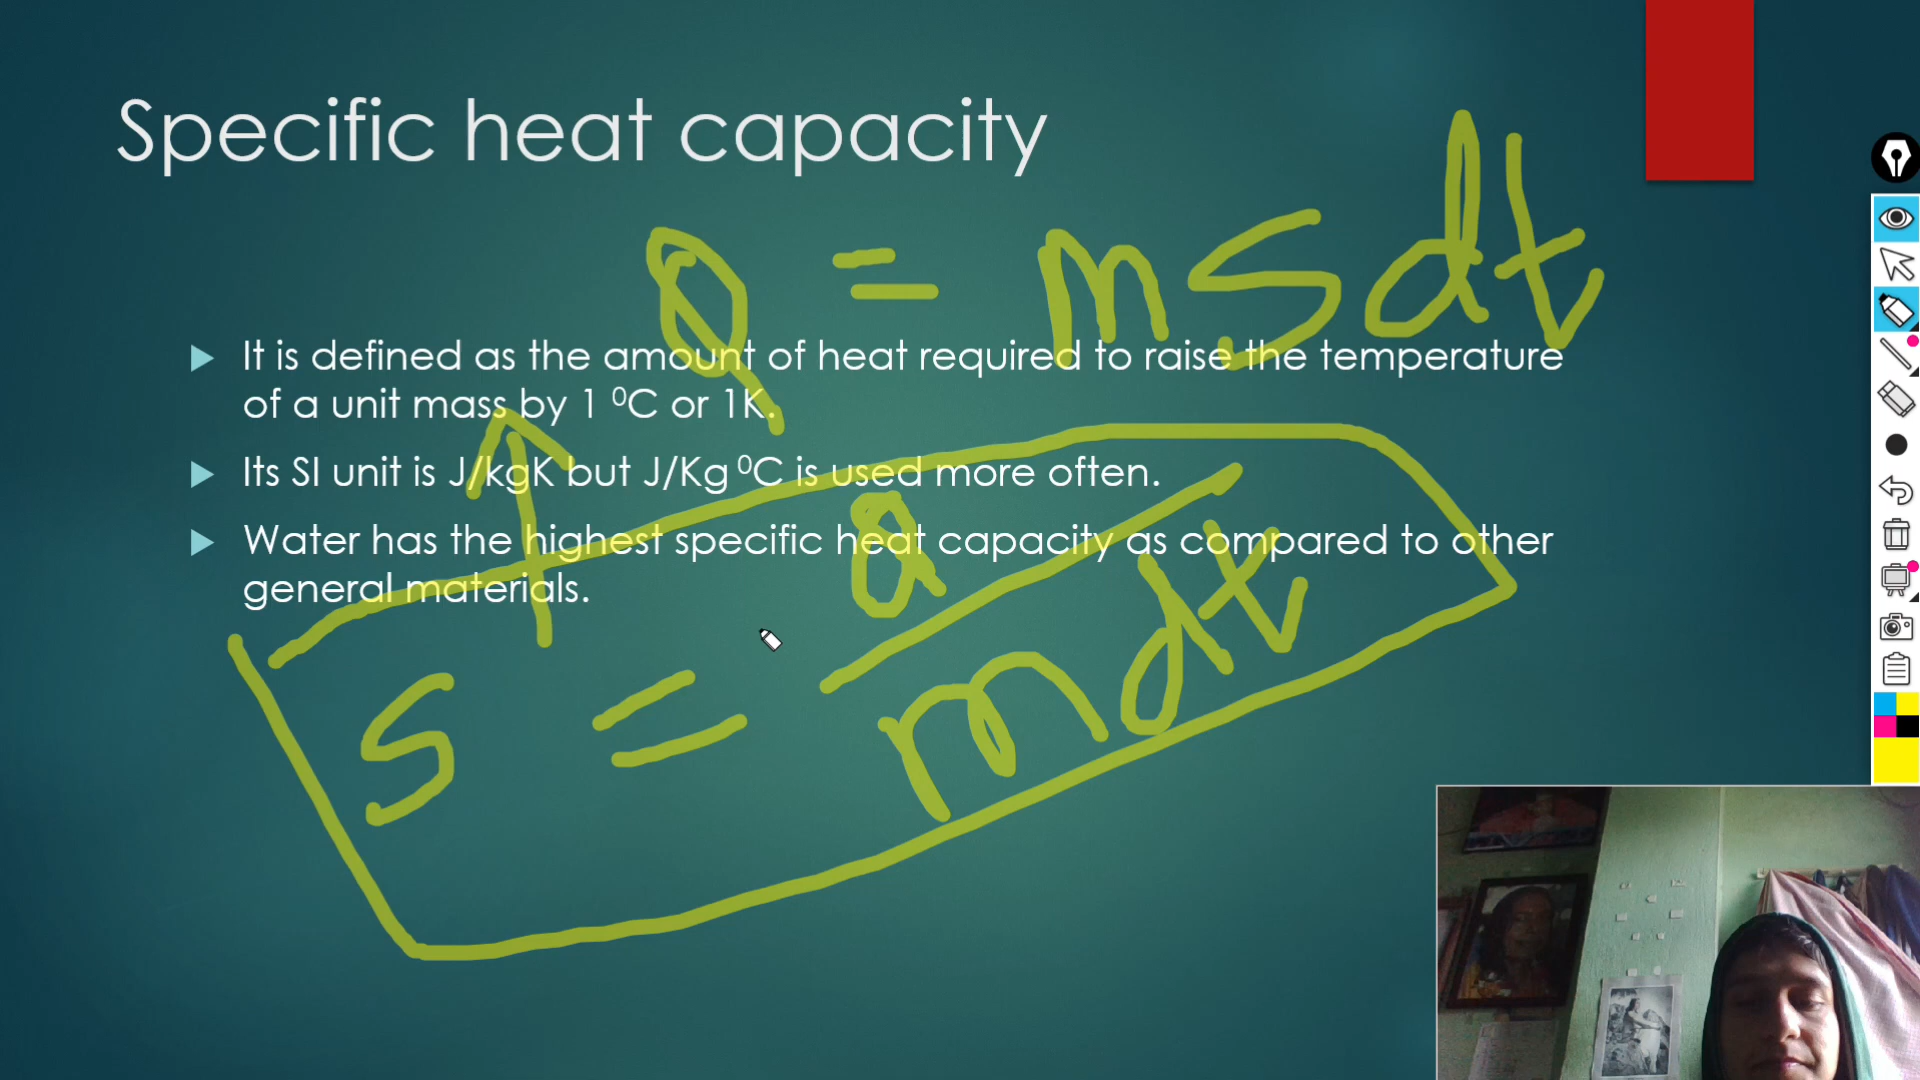 Specific heat capacity
Q = msdt
It is defined as the amount of heat required to raise the temperature
of a unit mass by 1 ⁰C or 1K.
Its SI unit is J/kgK but J/Kg ⁰C is used more often.
Water has the highest specific heat capacity as compared to other
general materials.
s = Q
mdt